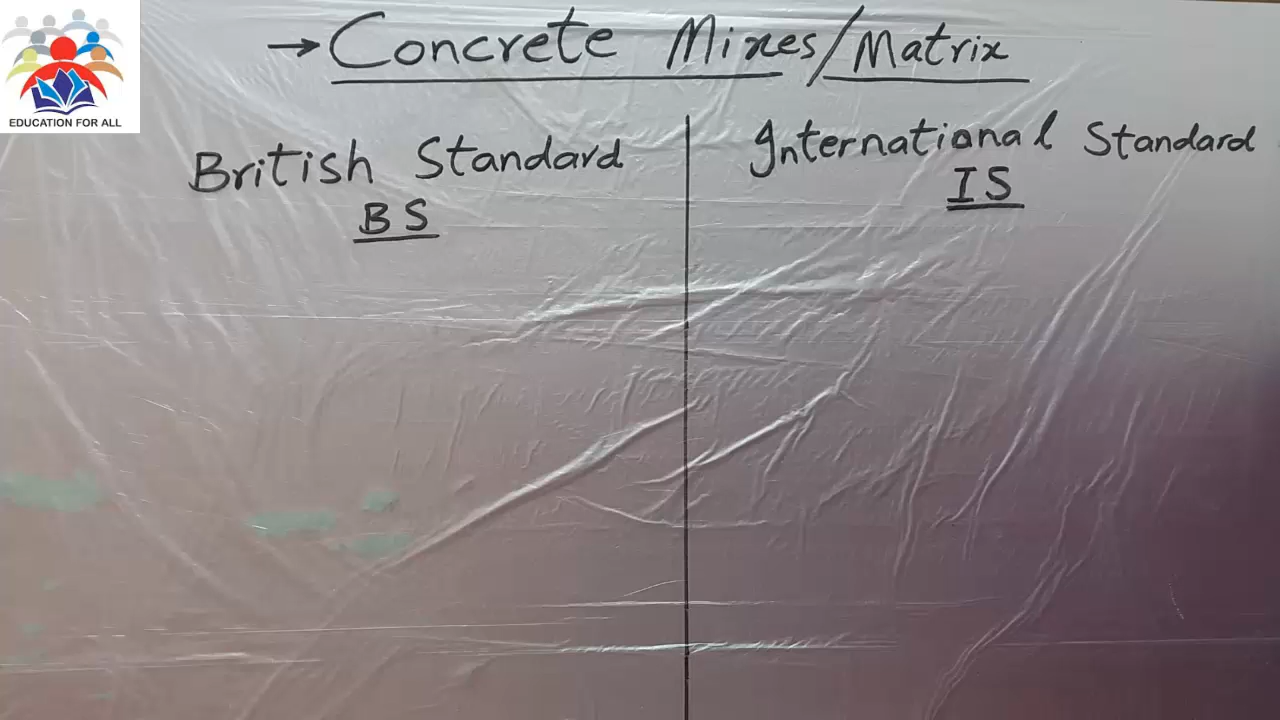 EDUCATION FOR ALL
→ Concrete Mixes/Matrix
British Standard
BS
International Standard
IS